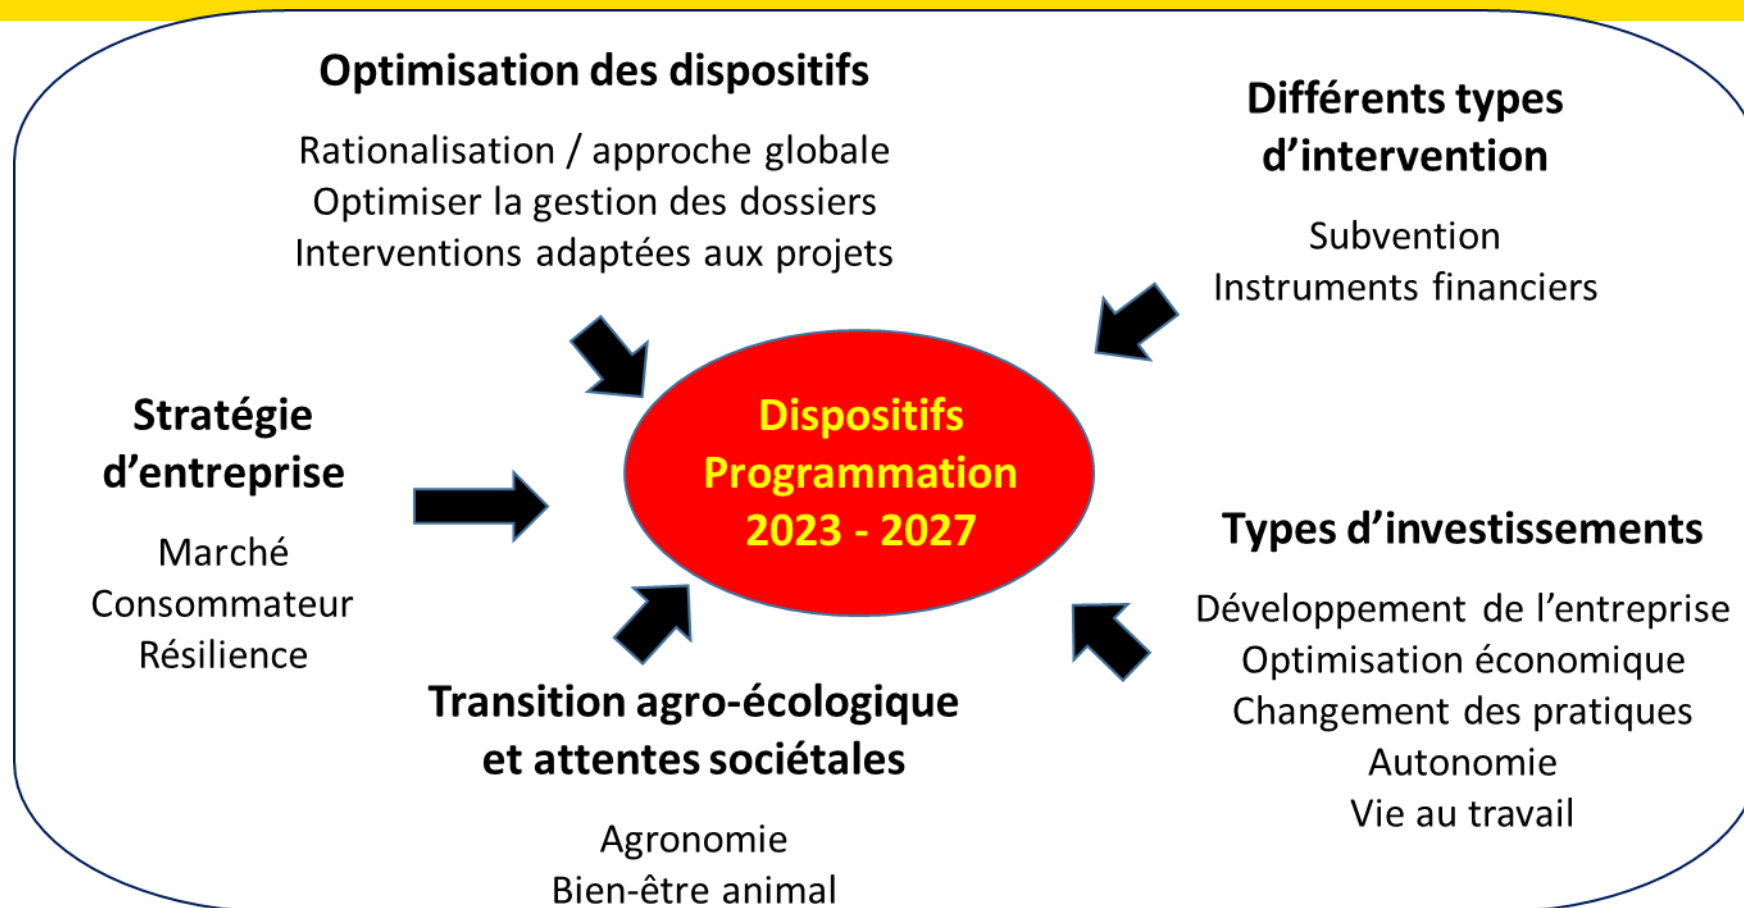 Optimisation des dispositifs
Rationalisation / approche globale
Optimiser la gestion des dossiers
Interventions adaptées aux projets
Différents types
d’intervention
Subvention
Instruments financiers
Stratégie
d’entreprise
Marché
Consommateur
Résilience
Dispositifs
Programmation
2023 - 2027
Types d’investissements
Développement de l’entreprise
Optimisation économique
Changement des pratiques
Autonomie
Vie au travail
Transition agro-écologique
et attentes sociétales
Agronomie
Bien-être animal